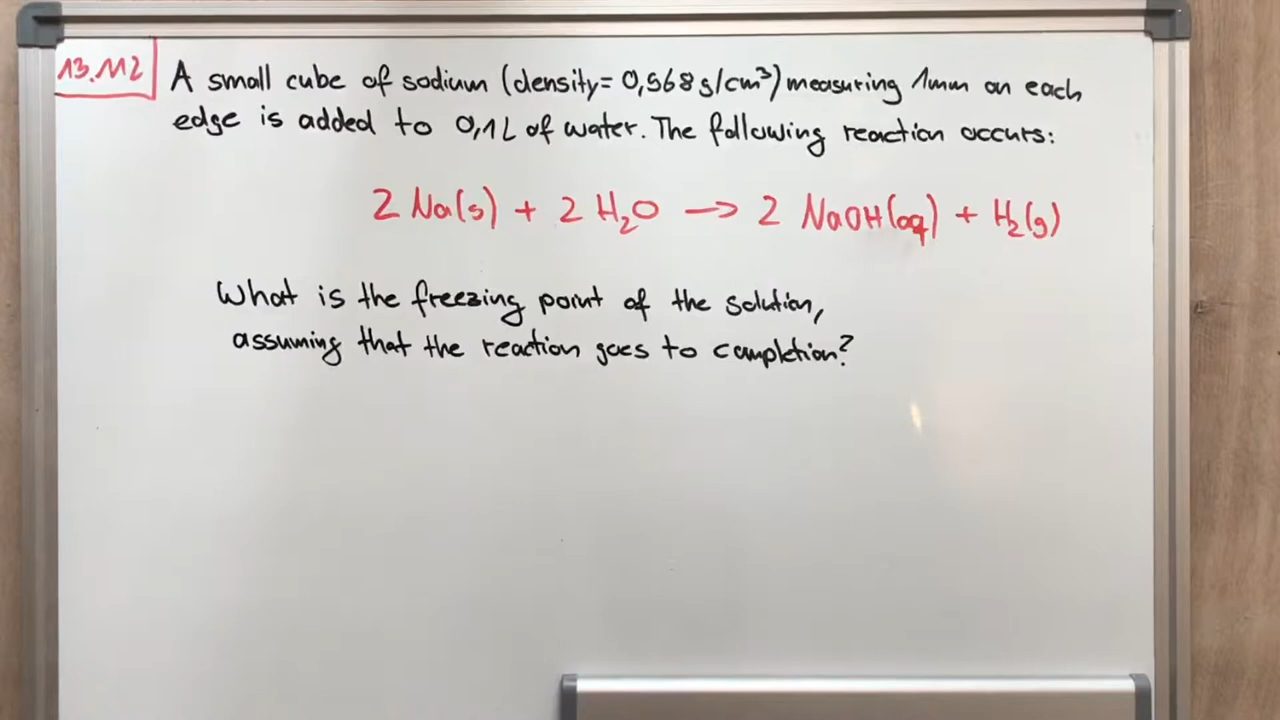 13.112 A small cube of sodium (density= 0,968g/cm³) measuring 1mm on each
edge is added to 0,1L of water. The following reaction occurs:
2 Na(s) + 2 H₂O → 2 NaOH(aq) + H₂(g)
What is the freezing point of the solution,
assuming that the reaction goes to completion?